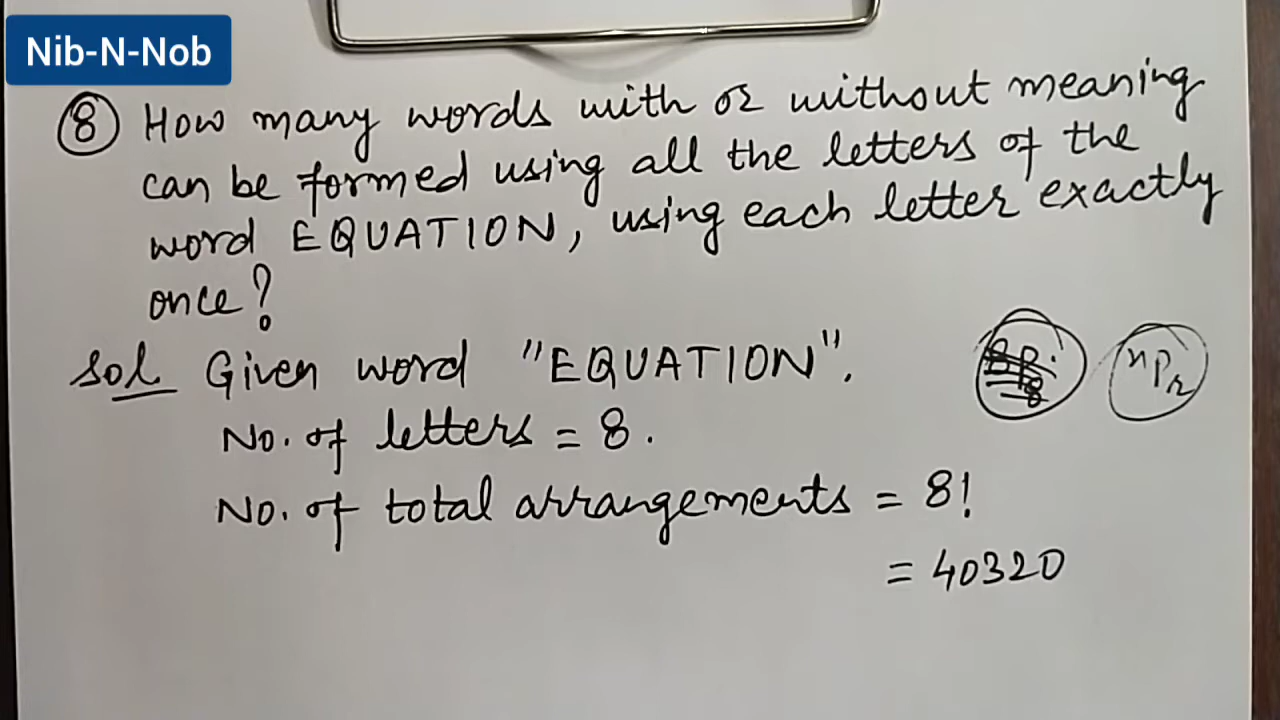 Nib-N-Nob
⑧ How many words with or without meaning
can be formed using all the letters of the
word EQUATION, using each letter exactly
once?
Sol Given word "EQUATION".
No. of letters = 8.
ⁿPᵣ
No. of total arrangements = 8!
= 40320